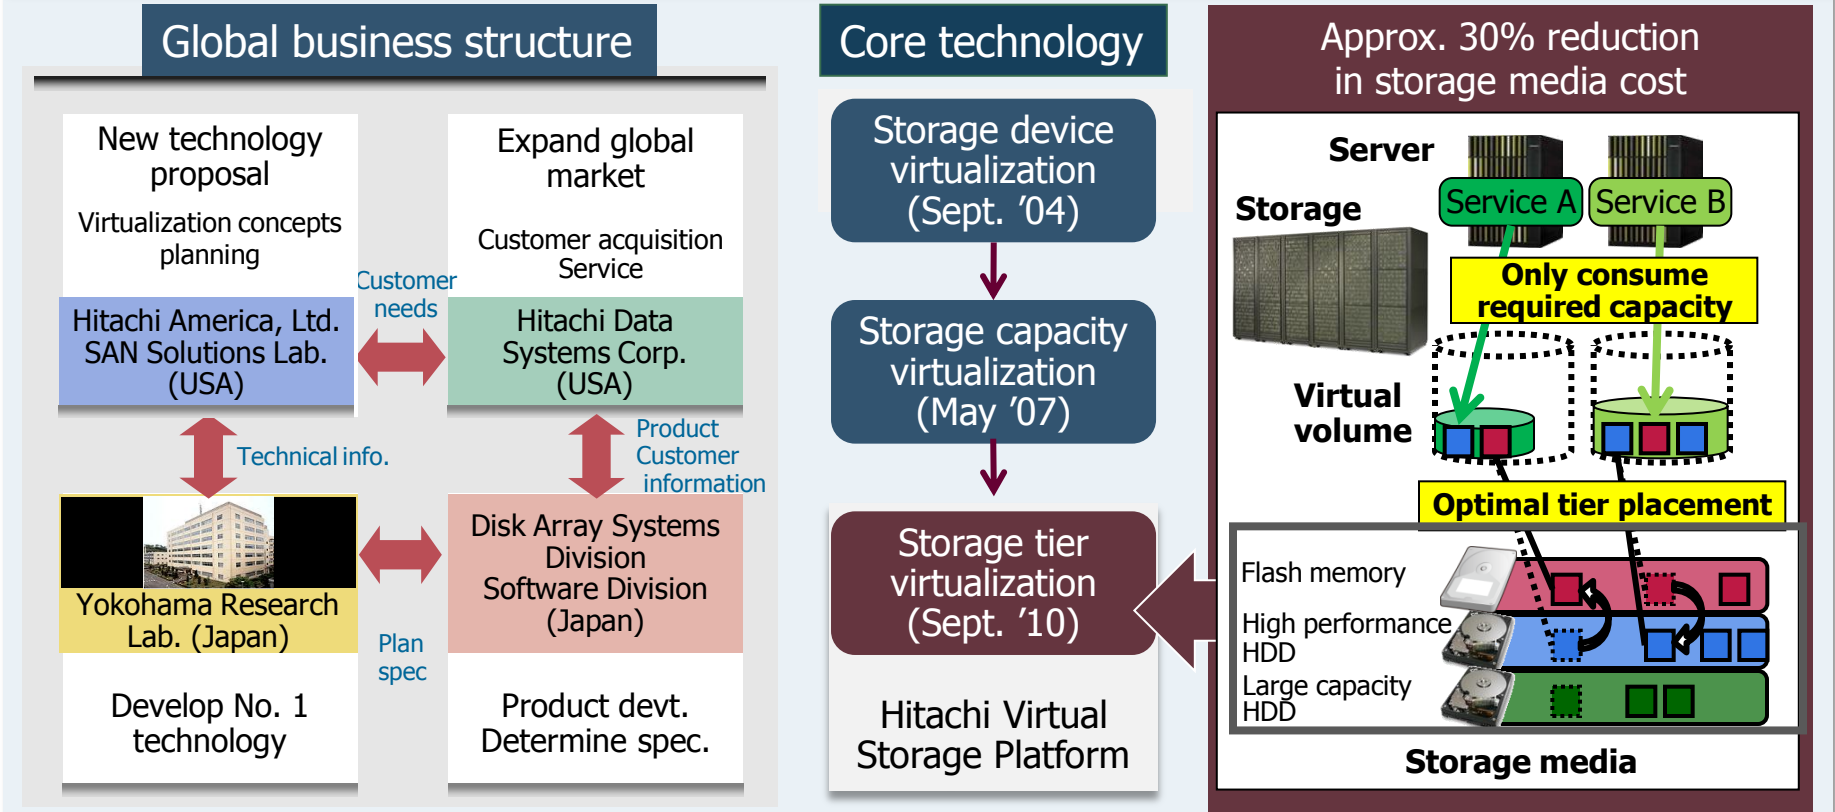 Global business structure
New technology
proposal
Virtualization concepts
planning
Hitachi America, Ltd.
SAN Solutions Lab.
(USA)
Customer
needs
Expand global
market
Customer acquisition
Service
Hitachi Data
Systems Corp.
(USA)
Technical info.
Product
Customer
information
Yokohama Research
Lab. (Japan)
Develop No. 1
technology
Plan
spec
Disk Array Systems
Division
Software Division
(Japan)
Product devt.
Determine spec.
Core technology
Storage device
virtualization
(Sept. ’04)
Storage capacity
virtualization
(May ’07)
Storage tier
virtualization
(Sept. ’10)
Hitachi Virtual
Storage Platform
Approx. 30% reduction
in storage media cost
Server
Service A
Service B
Storage
Only consume
required capacity
Virtual
volume
Optimal tier placement
Flash memory
High performance
HDD
Large capacity
HDD
Storage media